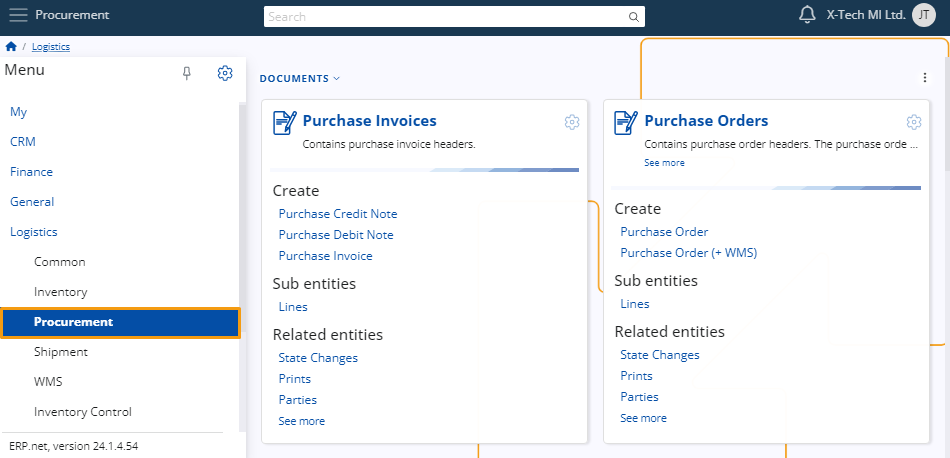 Procurement
Search
X-Tech MI Ltd.
JT
/ Logistics
Menu
My
CRM
Finance
General
Logistics
Common
Inventory
Procurement
Shipment
WMS
Inventory Control
ERP.net, version 24.1.4.54
DOCUMENTS
Purchase Invoices
Contains purchase invoice headers.
Create
Purchase Credit Note
Purchase Debit Note
Purchase Invoice
Sub entities
Lines
Related entities
State Changes
Prints
Parties
See more
Purchase Orders
Contains purchase order headers. The purchase orde ...
See more
Create
Purchase Order
Purchase Order (+ WMS)
Sub entities
Lines
Related entities
State Changes
Prints
Parties
See more